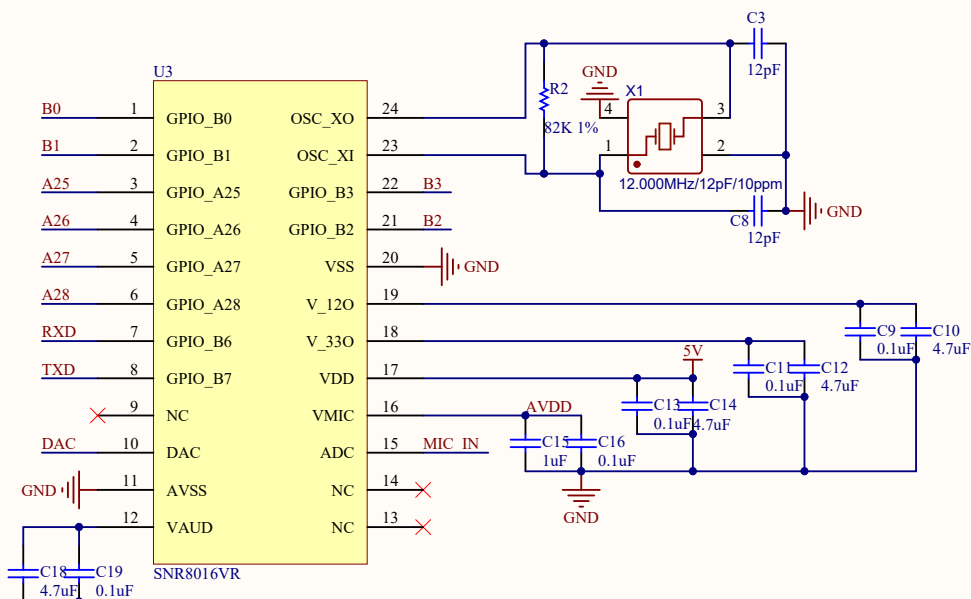 C3
12pF
U3
GND
R2
82K 1%
X1
4
3
1
2
12.000MHz/12pF/10ppm
C8
12pF
GND
B0 1 GPIO_B0 OSC_XO 24
B1 2 GPIO_B1 OSC_XI 23
A25 3 GPIO_A25 GPIO_B3 22 B3
A26 4 GPIO_A26 GPIO_B2 21 B2
A27 5 GPIO_A27 VSS 20 GND
A28 6 GPIO_A28 V_12O 19
RXD 7 GPIO_B6 V_33O 18
TXD 8 GPIO_B7 VDD 17
9 NC VMIC 16
DAC 10 DAC ADC 15 MIC_IN
GND 11 AVSS NC 14
12 VAUD NC 13
SNR8016VR
C9
0.1uF
C10
4.7uF
5V
C11
0.1uF
C12
4.7uF
C13
0.1uF
C14
4.7uF
AVDD
C15
1uF
C16
0.1uF
GND
C18
4.7uF
C19
0.1uF